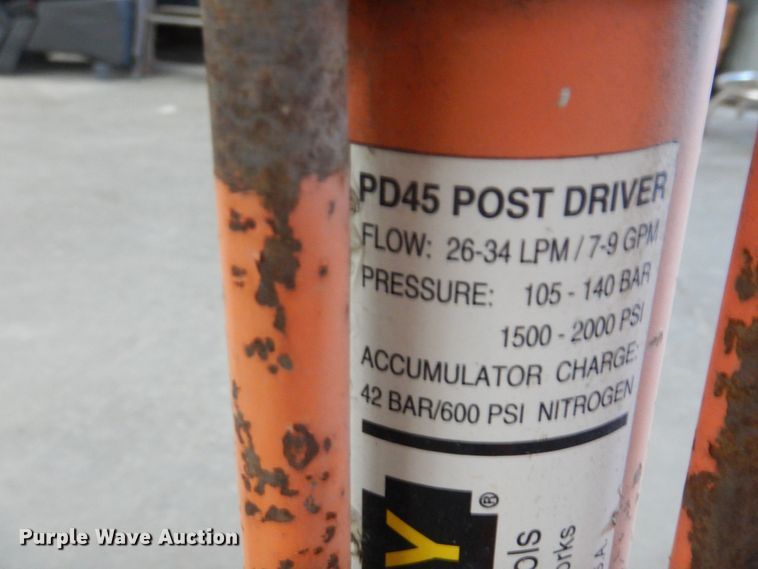 PD45 POST DRIVER
FLOW: 26-34 LPM / 7-9 GPM
PRESSURE: 105 - 140 BAR
1500 - 2000 PSI
ACCUMULATOR CHARGE:
42 BAR/600 PSI NITROGEN
Y ®
Purple Wave Auction